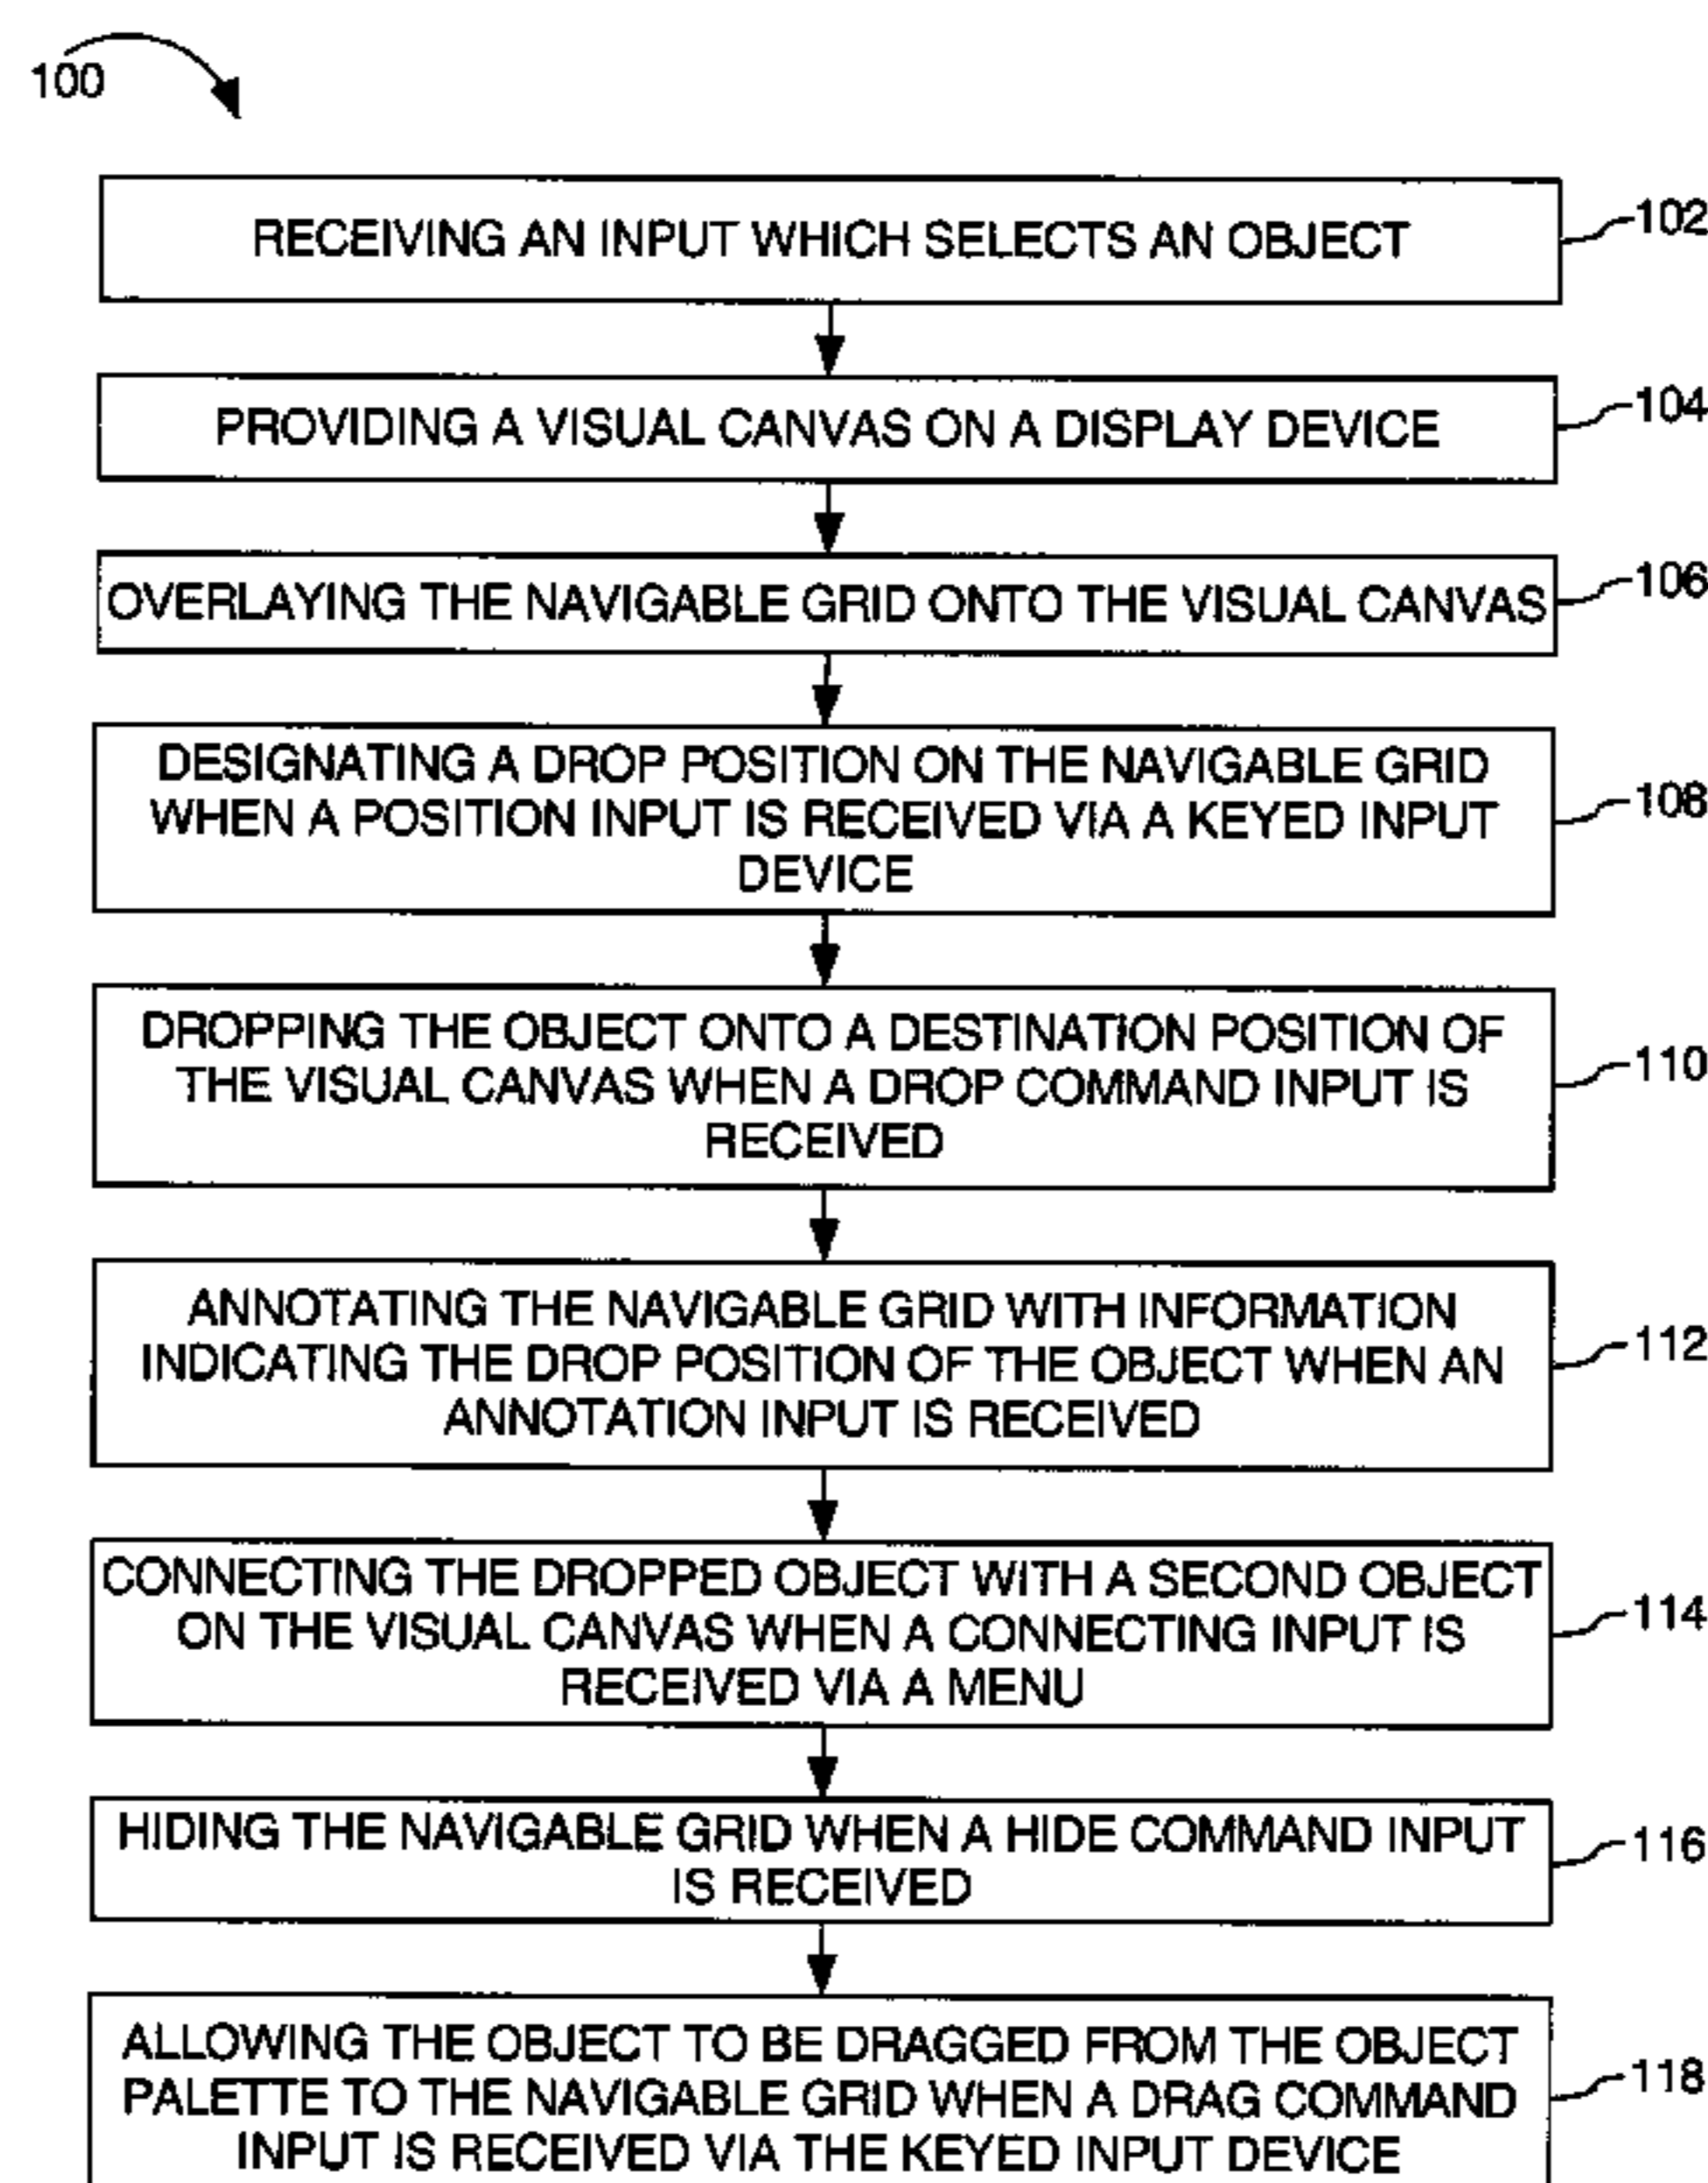 100
RECEIVING AN INPUT WHICH SELECTS AN OBJECT
102
PROVIDING A VISUAL CANVAS ON A DISPLAY DEVICE
104
OVERLAYING THE NAVIGABLE GRID ONTO THE VISUAL CANVAS
106
DESIGNATING A DROP POSITION ON THE NAVIGABLE GRID
WHEN A POSITION INPUT IS RECEIVED VIA A KEYED INPUT
DEVICE
108
DROPPING THE OBJECT ONTO A DESTINATION POSITION OF
THE VISUAL CANVAS WHEN A DROP COMMAND INPUT IS
RECEIVED
110
ANNOTATING THE NAVIGABLE GRID WITH INFORMATION
INDICATING THE DROP POSITION OF THE OBJECT WHEN AN
ANNOTATION INPUT IS RECEIVED
112
CONNECTING THE DROPPED OBJECT WITH A SECOND OBJECT
ON THE VISUAL CANVAS WHEN A CONNECTING INPUT IS
RECEIVED VIA A MENU
114
HIDING THE NAVIGABLE GRID WHEN A HIDE COMMAND INPUT
IS RECEIVED
116
ALLOWING THE OBJECT TO BE DRAGGED FROM THE OBJECT
PALETTE TO THE NAVIGABLE GRID WHEN A DRAG COMMAND
INPUT IS RECEIVED VIA THE KEYED INPUT DEVICE
118